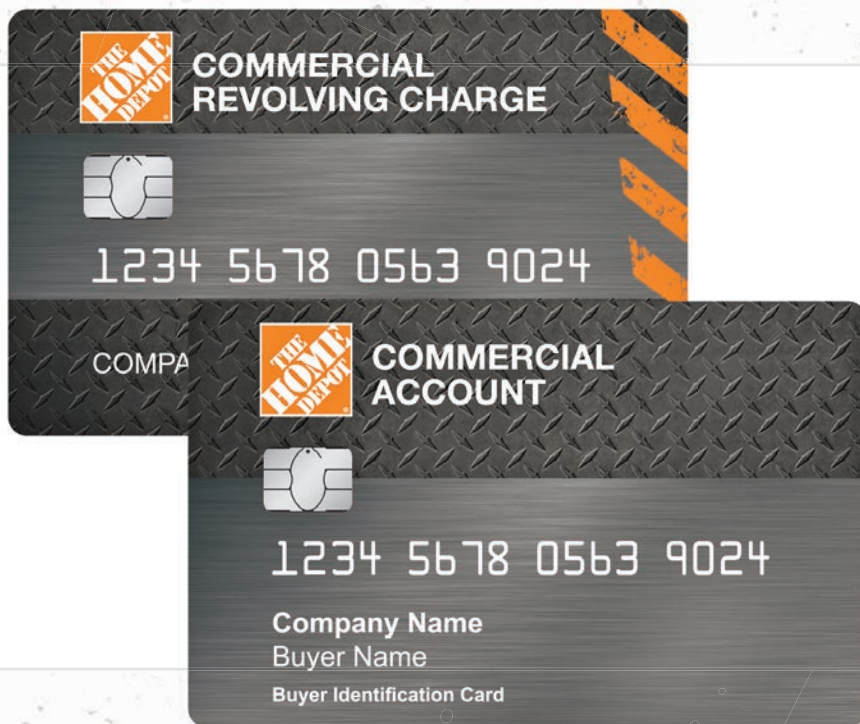 THE
HOME
DEPOT
COMMERCIAL
REVOLVING CHARGE
1234 5678 0563 9024
COMPA
THE
HOME
DEPOT
COMMERCIAL
ACCOUNT
1234 5678 0563 9024
Company Name
Buyer Name
Buyer Identification Card